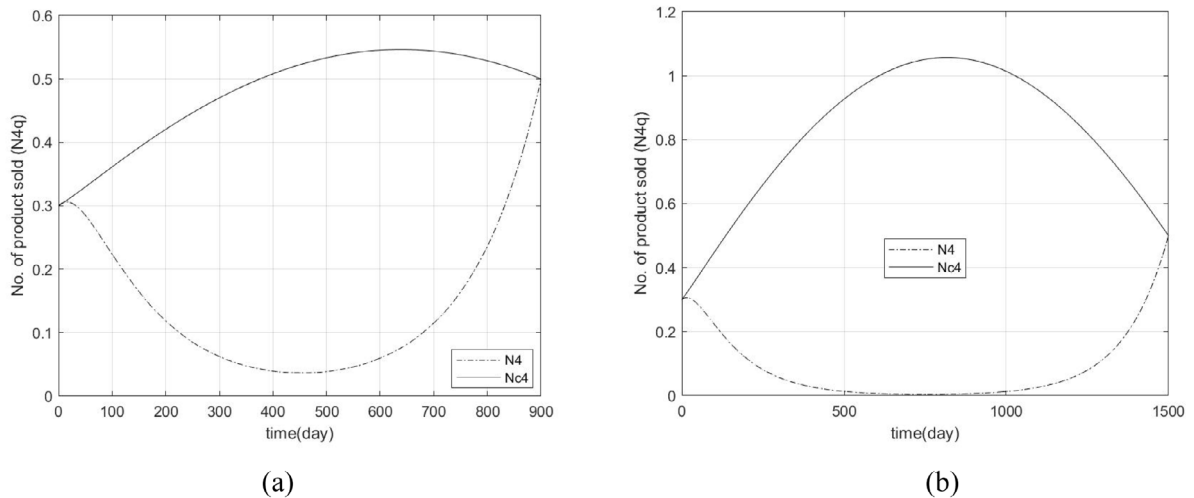 No. of product sold (N4q)
0.6
0.5
0.4
0.3
0.2
0.1
0
0 100 200 300 400 500 600 700 800 900
time(day)
N4
Nc4
(a)
No. of product sold (N4q)
1.2
1
0.8
0.6
0.4
0.2
0
0 500 1000 1500
time(day)
N4
Nc4
(b)